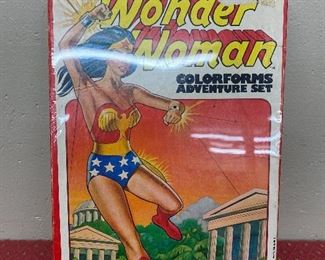 Wonder
Woman
COLORFORMS
ADVENTURE SET